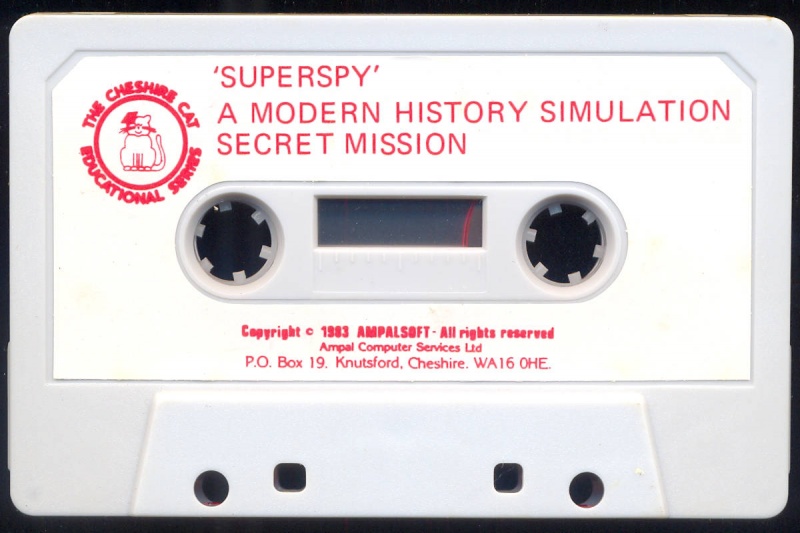 THE CHESHIRE CAT
EDUCATIONAL SERIES
'SUPERSPY'
A MODERN HISTORY SIMULATION
SECRET MISSION
Copyright © 1983 AMPALSOFT - All rights reserved
Ampal Computer Services Ltd
P.O. Box 19. Knutsford, Cheshire. WA16 0HE.